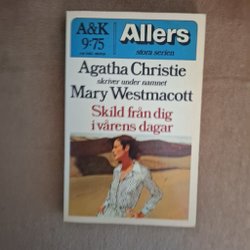 A&K
9:75
Allers
stora serien
Agatha Christie
skriver under namnet
Mary Westmacott
Skild från dig
i vårens dagar